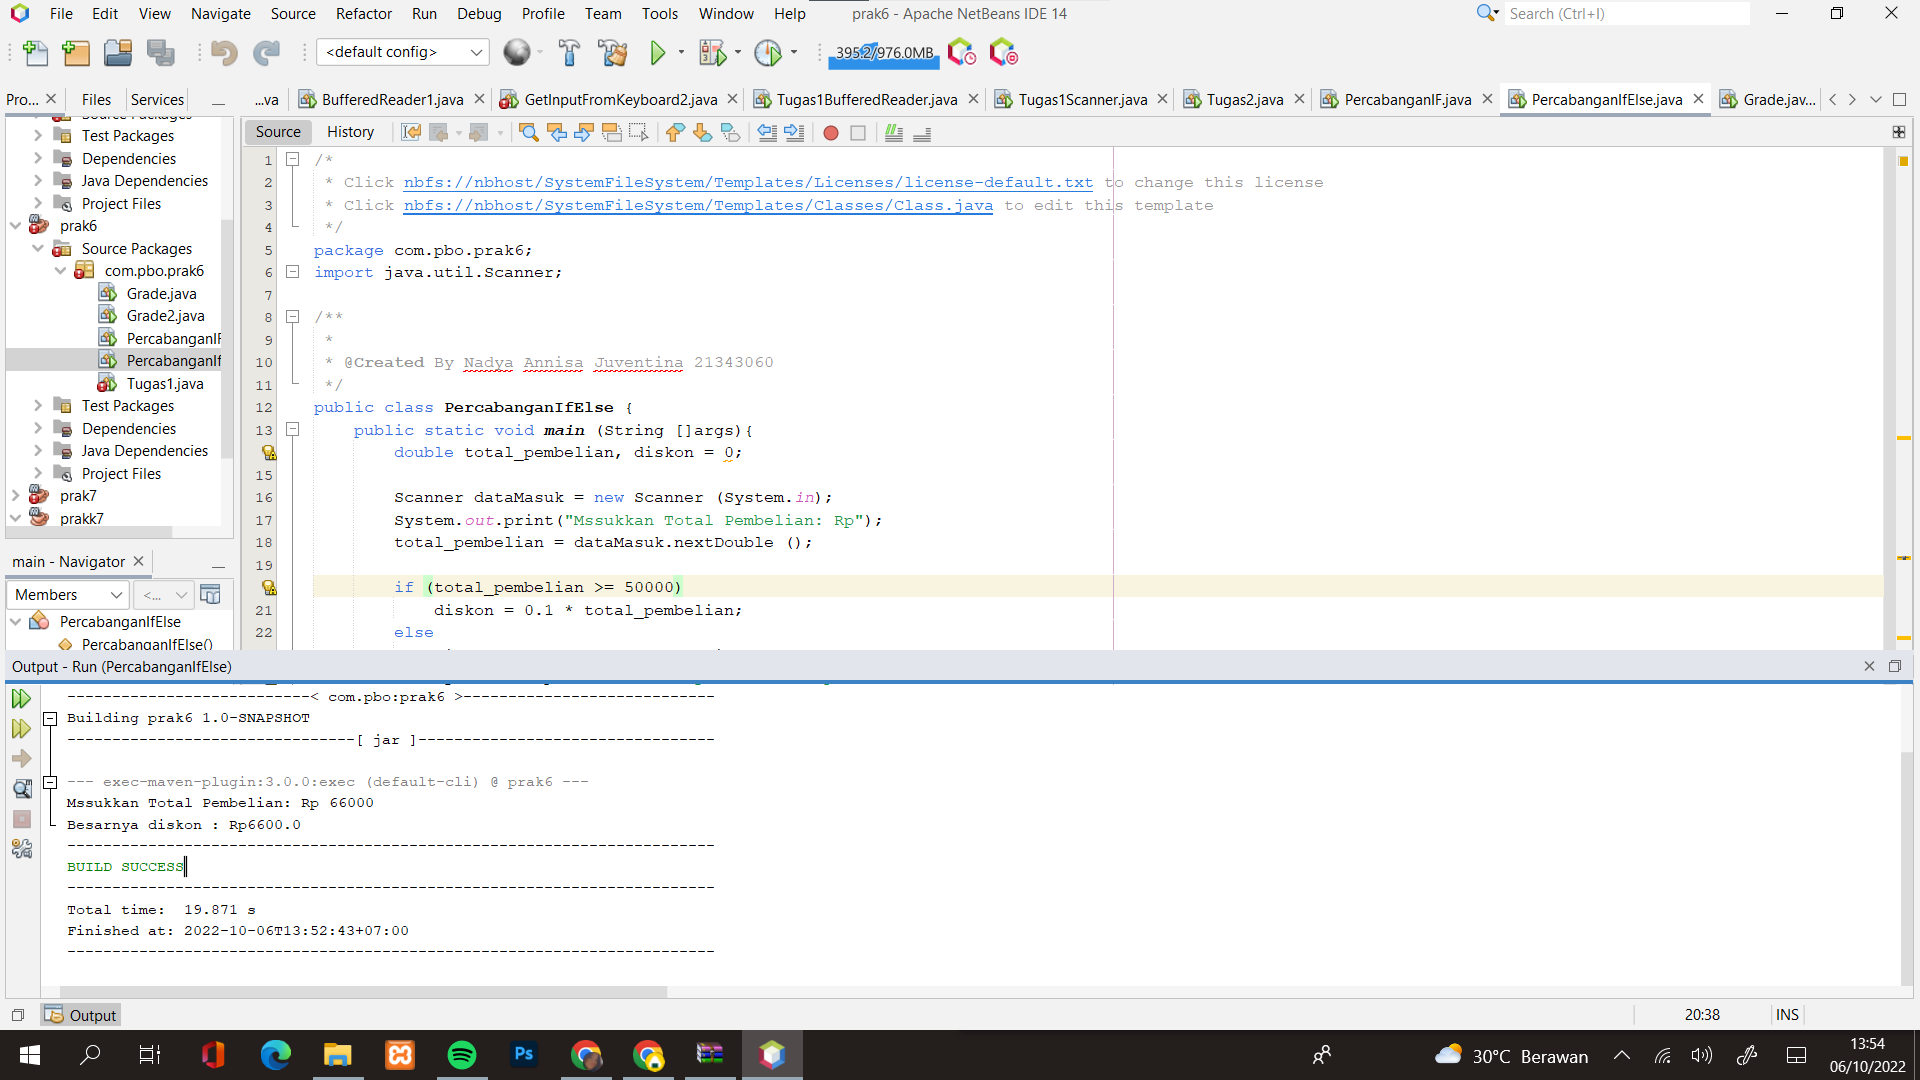 File Edit View Navigate Source Refactor Run Debug Profile Team Tools Window Help prak6 - Apache NetBeans IDE 14 Search (Ctrl+I)
<default config> 395.2/976.0MB
Pro... Files Services ...va BufferedReader1.java GetInputFromKeyboard2.java Tugas1BufferedReader.java Tugas1Scanner.java Tugas2.java PercabanganIF.java PercabanganIfElse.java Grade.jav...
Source Packages
Test Packages
Dependencies
Java Dependencies
Project Files
prak6
Source Packages
com.pbo.prak6
Grade.java
Grade2.java
PercabanganIF
PercabanganIf
Tugas1.java
Test Packages
Dependencies
Java Dependencies
Project Files
prak7
prakk7
main - Navigator
Members <...
PercabanganIfElse
PercabanganIfElse()
Source History
1 /*
2 * Click nbfs://nbhost/SystemFileSystem/Templates/Licenses/license-default.txt to change this license
3 * Click nbfs://nbhost/SystemFileSystem/Templates/Classes/Class.java to edit this template
4 */
5 package com.pbo.prak6;
6 import java.util.Scanner;
7
8 /**
9 *
10 * @Created By Nadya Annisa Juventina 21343060
11 */
12 public class PercabanganIfElse {
13 public static void main (String []args){
double total_pembelian, diskon = 0;
15
16 Scanner dataMasuk = new Scanner (System.in);
17 System.out.print("Mssukkan Total Pembelian: Rp");
18 total_pembelian = dataMasuk.nextDouble ();
19
if (total_pembelian >= 50000)
21 diskon = 0.1 * total_pembelian;
22 else
Output - Run (PercabanganIfElse)
---------------------------< com.pbo:prak6 >----------------------------
Building prak6 1.0-SNAPSHOT
--------------------------------[ jar ]---------------------------------
--- exec-maven-plugin:3.0.0:exec (default-cli) @ prak6 ---
Mssukkan Total Pembelian: Rp 66000
Besarnya diskon : Rp6600.0
------------------------------------------------------------------------
BUILD SUCCESS
------------------------------------------------------------------------
Total time: 19.871 s
Finished at: 2022-10-06T13:52:43+07:00
------------------------------------------------------------------------
Output 20:38 INS
Ps 30°C Berawan 13:54
06/10/2022